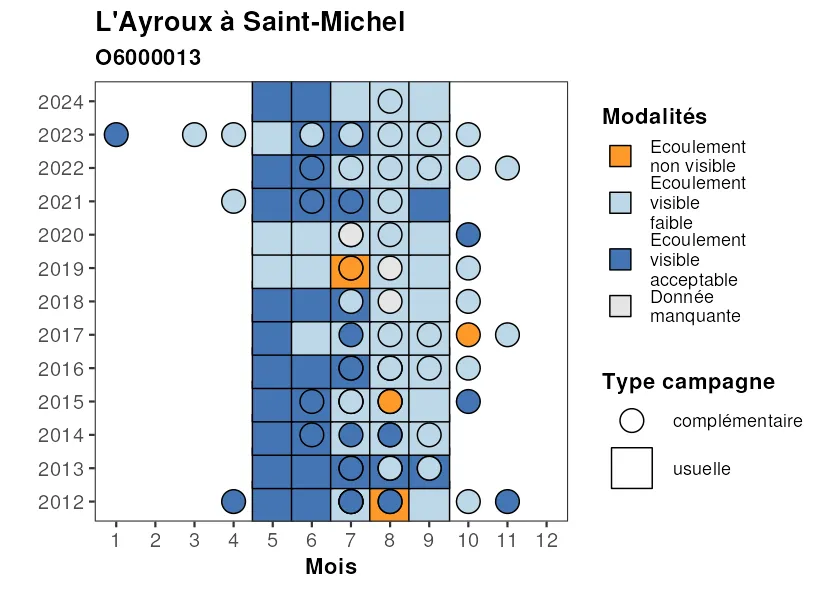 L'Ayroux à Saint-Michel
O6000013
2024
2023
2022
2021
2020
2019
2018
2017
2016
2015
2014
2013
2012
1 2 3 4 5 6 7 8 9 10 11 12
Mois
Modalités
Ecoulement
non visible
Ecoulement
visible
faible
Ecoulement
visible
acceptable
Donnée
manquante
Type campagne
complémentaire
usuelle